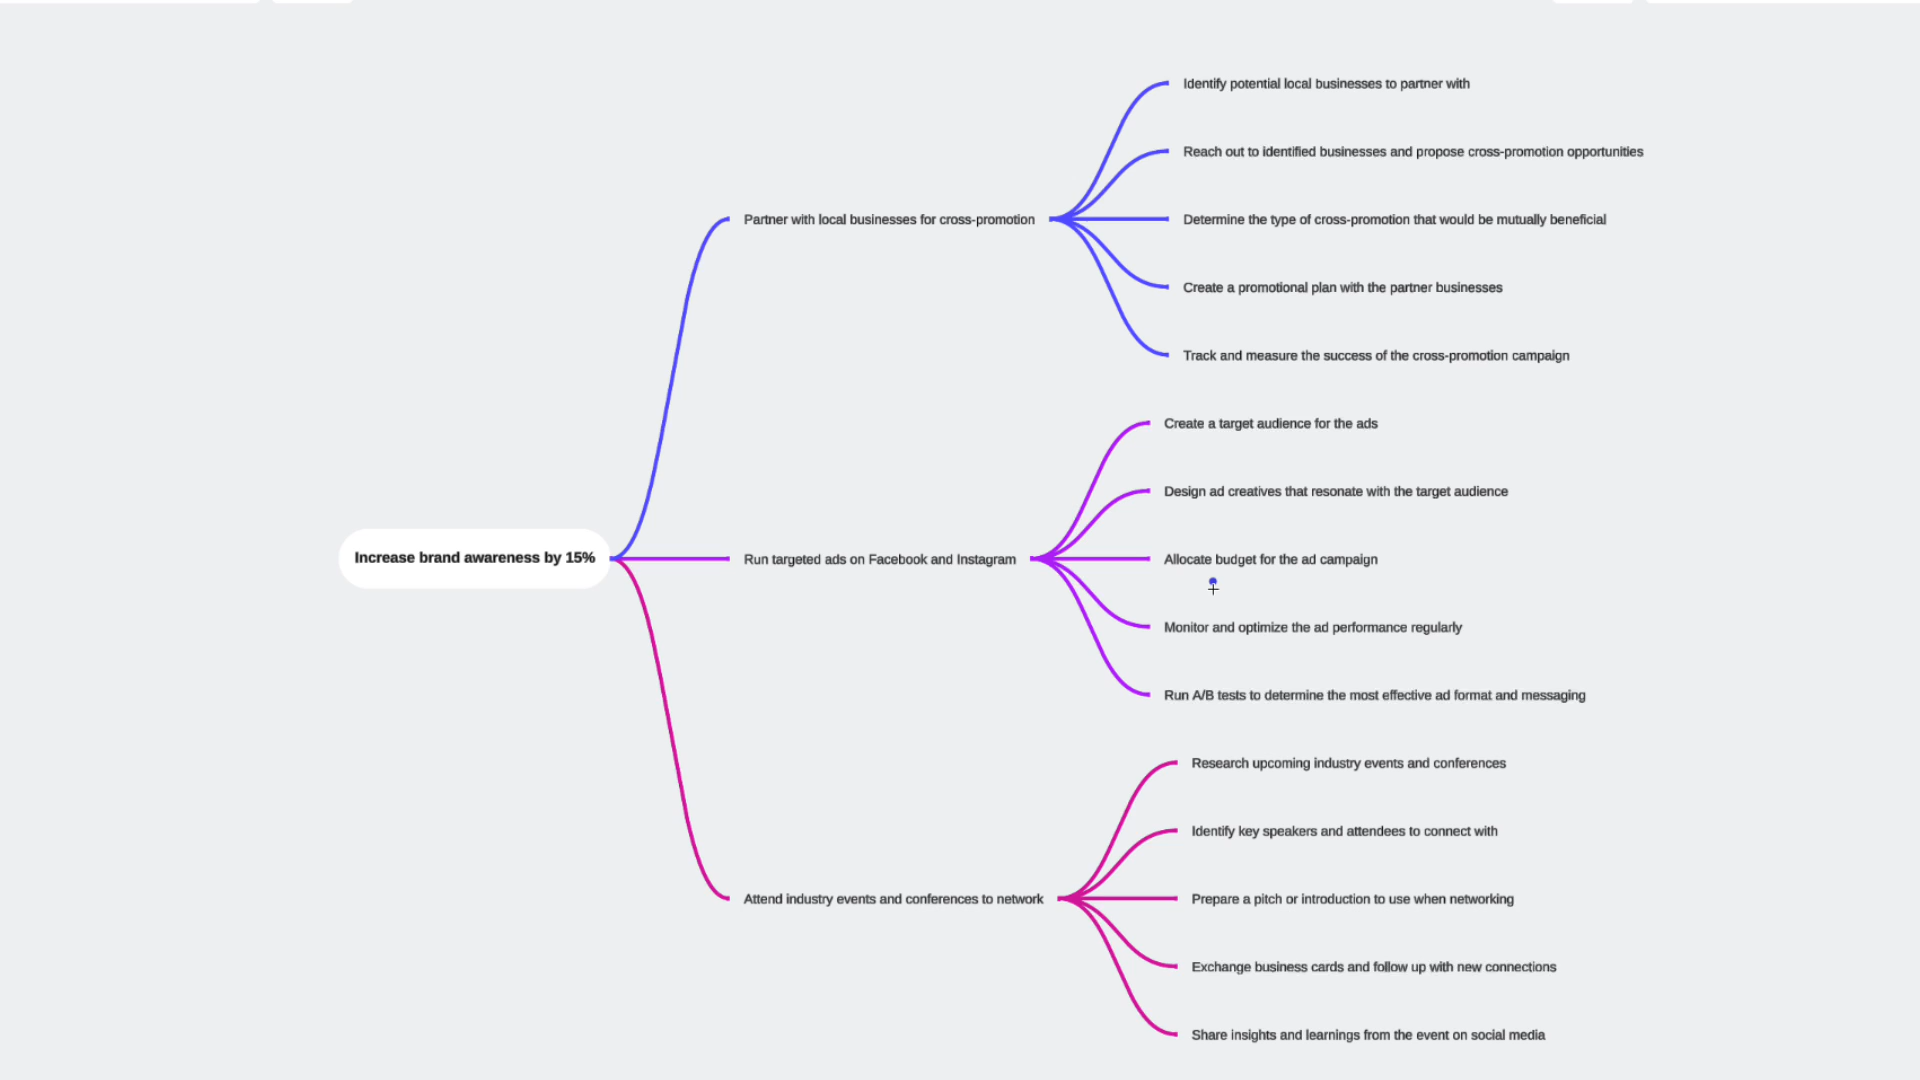 Increase brand awareness by 15%
Partner with local businesses for cross-promotion
Identify potential local businesses to partner with
Reach out to identified businesses and propose cross-promotion opportunities
Determine the type of cross-promotion that would be mutually beneficial
Create a promotional plan with the partner businesses
Track and measure the success of the cross-promotion campaign
Run targeted ads on Facebook and Instagram
Create a target audience for the ads
Design ad creatives that resonate with the target audience
Allocate budget for the ad campaign
Monitor and optimize the ad performance regularly
Run A/B tests to determine the most effective ad format and messaging
Attend industry events and conferences to network
Research upcoming industry events and conferences
Identify key speakers and attendees to connect with
Prepare a pitch or introduction to use when networking
Exchange business cards and follow up with new connections
Share insights and learnings from the event on social media